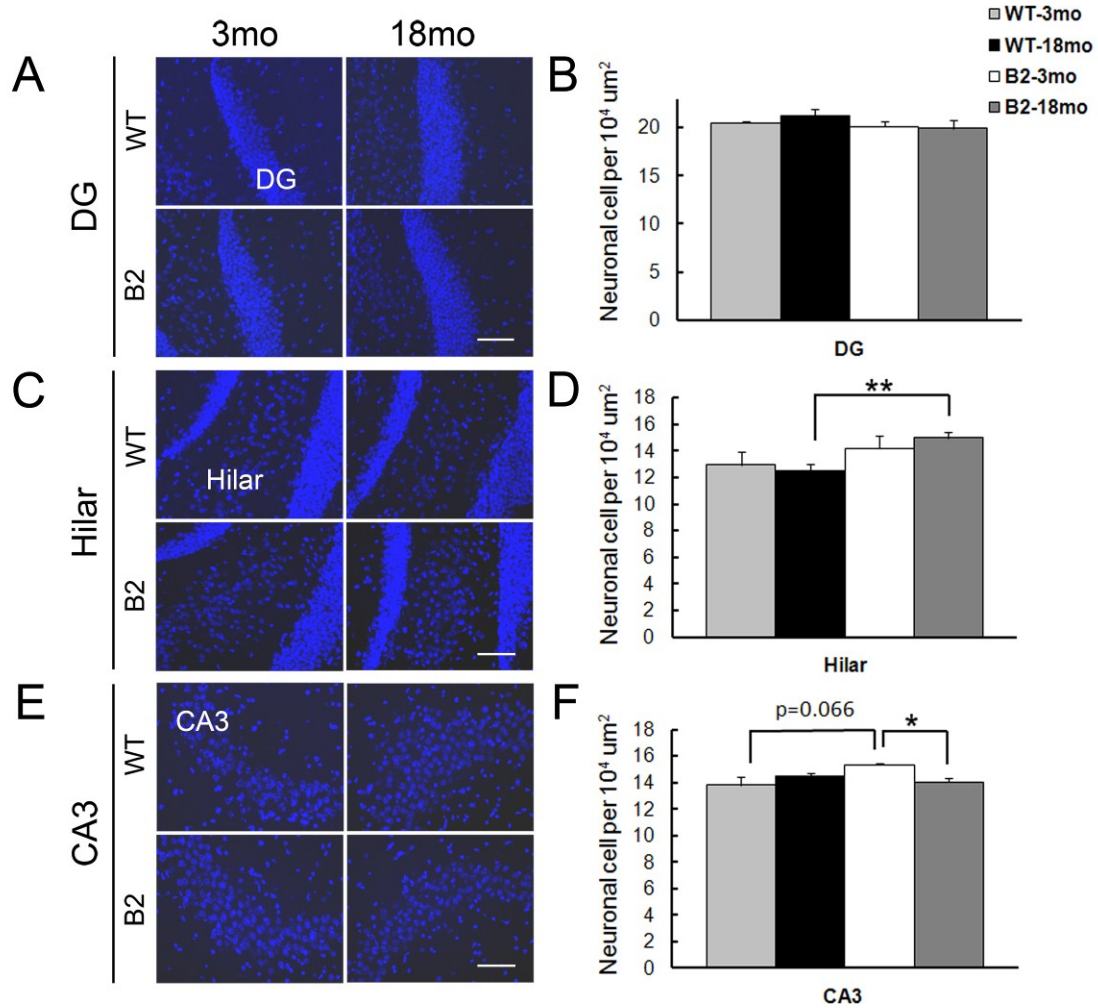 3mo
18mo
WT-3mo
WT-18mo
B2-3mo
B2-18mo
A
DG
WT
DG
B2
B
Neuronal cell per 10⁴ um²
20
15
10
5
0
DG
C
Hilar
WT
Hilar
B2
D
Neuronal cell per 10⁴ um²
**
18
16
14
12
10
8
6
4
2
0
Hilar
E
CA3
WT
CA3
B2
F
Neuronal cell per 10⁴ um²
p=0.066
*
18
16
14
12
10
8
6
4
2
0
CA3